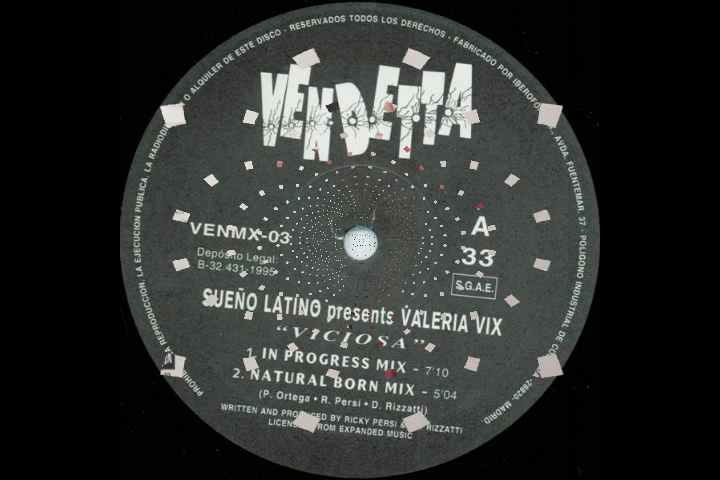 RESERVADOS TODOS LOS DERECHOS - FABRICADO POR
AVDA. FUENTEMAR, 37 - POLIGONO INDUSTRIAL DE
-28820- MADRID
REPRODUCCION, LA EJECUCION PUBLICA, LA
O ALQUILER DE ESTE DISCO -
VENDETTA
VENMX-03
A
Depósito Legal:
33
B-32.431-1995
S.G.A.E.
SUEÑO LATINO presents VALERIA VIX
"VICIOSA"
1. IN PROGRESS MIX - 7'10
2. NATURAL BORN MIX - 5'04
(P. Ortega • R. Persi • D. Rizzatti)
WRITTEN AND PRODUCED BY RICKY PERSI & RIZZATTI
FROM EXPANDED MUSIC